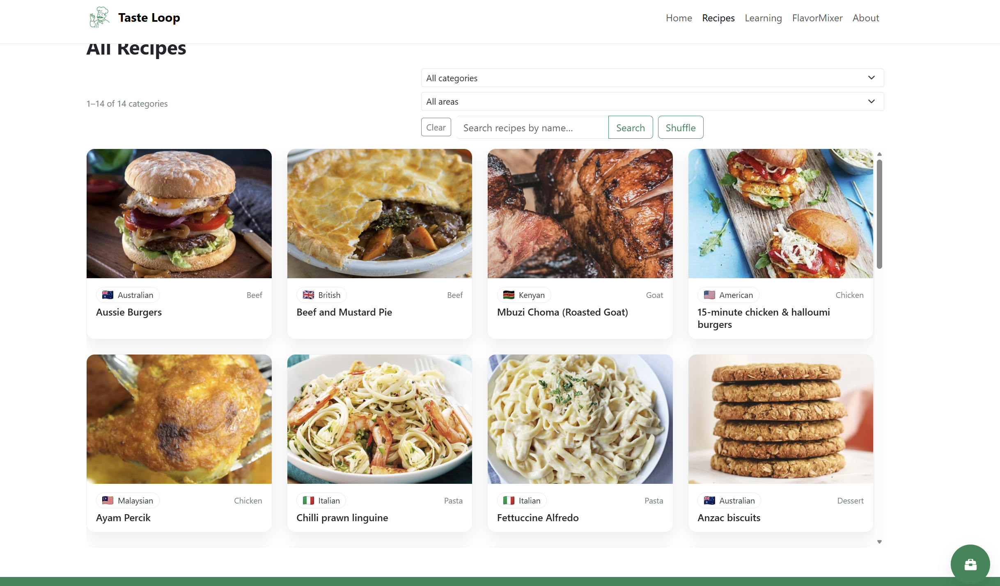 Taste Loop
Home Recipes Learning FlavorMixer About
All Recipes
All categories
1–14 of 14 categories
All areas
Clear Search recipes by name... Search Shuffle
Australian Beef
Aussie Burgers
British Beef
Beef and Mustard Pie
Kenyan Goat
Mbuzi Choma (Roasted Goat)
American Chicken
15-minute chicken & halloumi
burgers
Malaysian Chicken
Ayam Percik
Italian Pasta
Chilli prawn linguine
Italian Pasta
Fettuccine Alfredo
Australian Dessert
Anzac biscuits